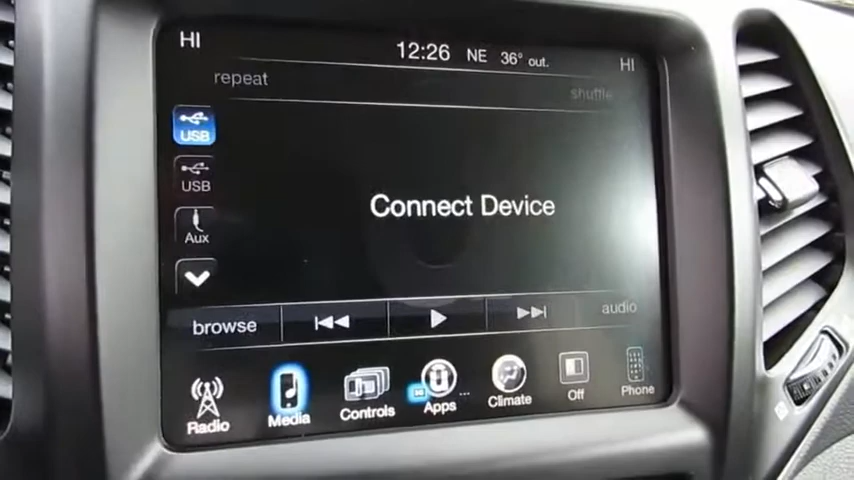 HI 12:26 NE 36° out. HI
repeat shuffle
USB
USB
Connect Device
Aux
browse audio
Radio Media Controls Apps Climate Off Phone